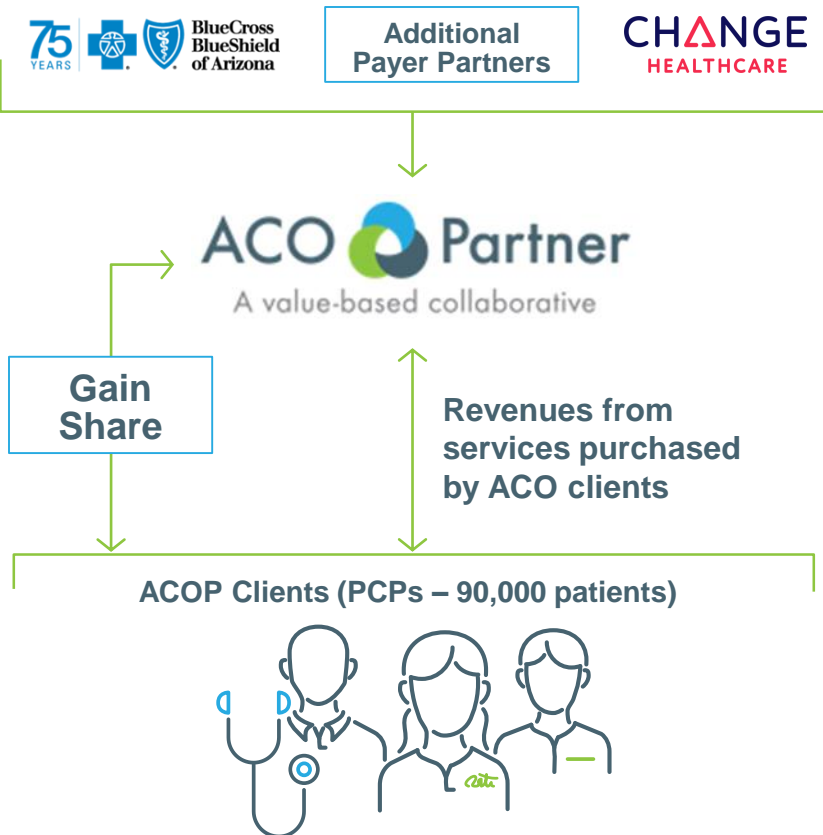 75
YEARS
BlueCross
BlueShield
of Arizona
Additional
Payer Partners
CHANGE
HEALTHCARE
ACO Partner
A value-based collaborative
Gain
Share
Revenues from
services purchased
by ACO clients
ACOP Clients (PCPs – 90,000 patients)